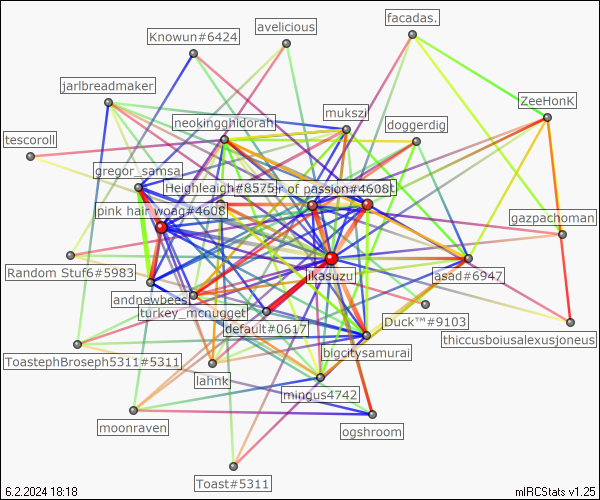 avelicious
facadas.
Knowun#6424
jarlbreadmaker
ZeeHonK
mukszi
neokingghidorah
doggerdig
tescoroll
gregor_samsa
Heighleigh#8575
r of passion#4608
pink hair woag#4608
gazpachoman
Random Stuf6#5983
ikasuzu
asad#6947
andnewbees
turkey_mcnugget
default#0617
Duck™#9103
thiccusboiusalexusjoneus
ToastephBroseph5311#5311
bigcitysamurai
lahnk
mingus4742
moonraven
ogshroom
Toast#5311
6.2.2024 18:18
mIRCStats v1.25